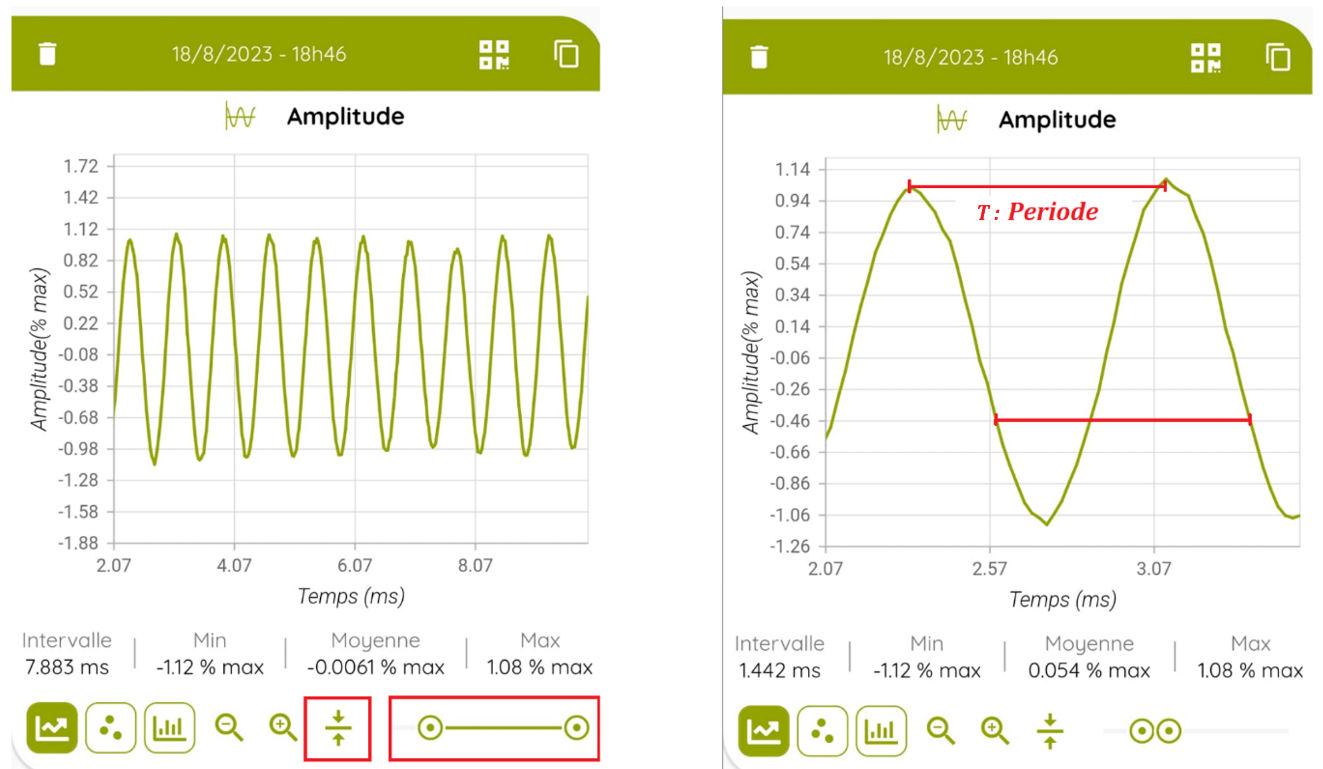 18/8/2023 - 18h46
Amplitude
1.72
1.42
1.12
0.82
0.52
0.22
-0.08
-0.38
-0.68
-0.98
-1.28
-1.58
-1.88
Amplitude(% max)
2.07 4.07 6.07 8.07
Temps (ms)
Intervalle Min Moyenne Max
7.883 ms -1.12 % max -0.0061 % max 1.08 % max
18/8/2023 - 18h46
Amplitude
1.14
0.94
0.74
0.54
0.34
0.14
-0.06
-0.26
-0.46
-0.66
-0.86
-1.06
-1.26
Amplitude(% max)
T : Periode
2.07 2.57 3.07
Temps (ms)
Intervalle Min Moyenne Max
1.442 ms -1.12 % max 0.054 % max 1.08 % max